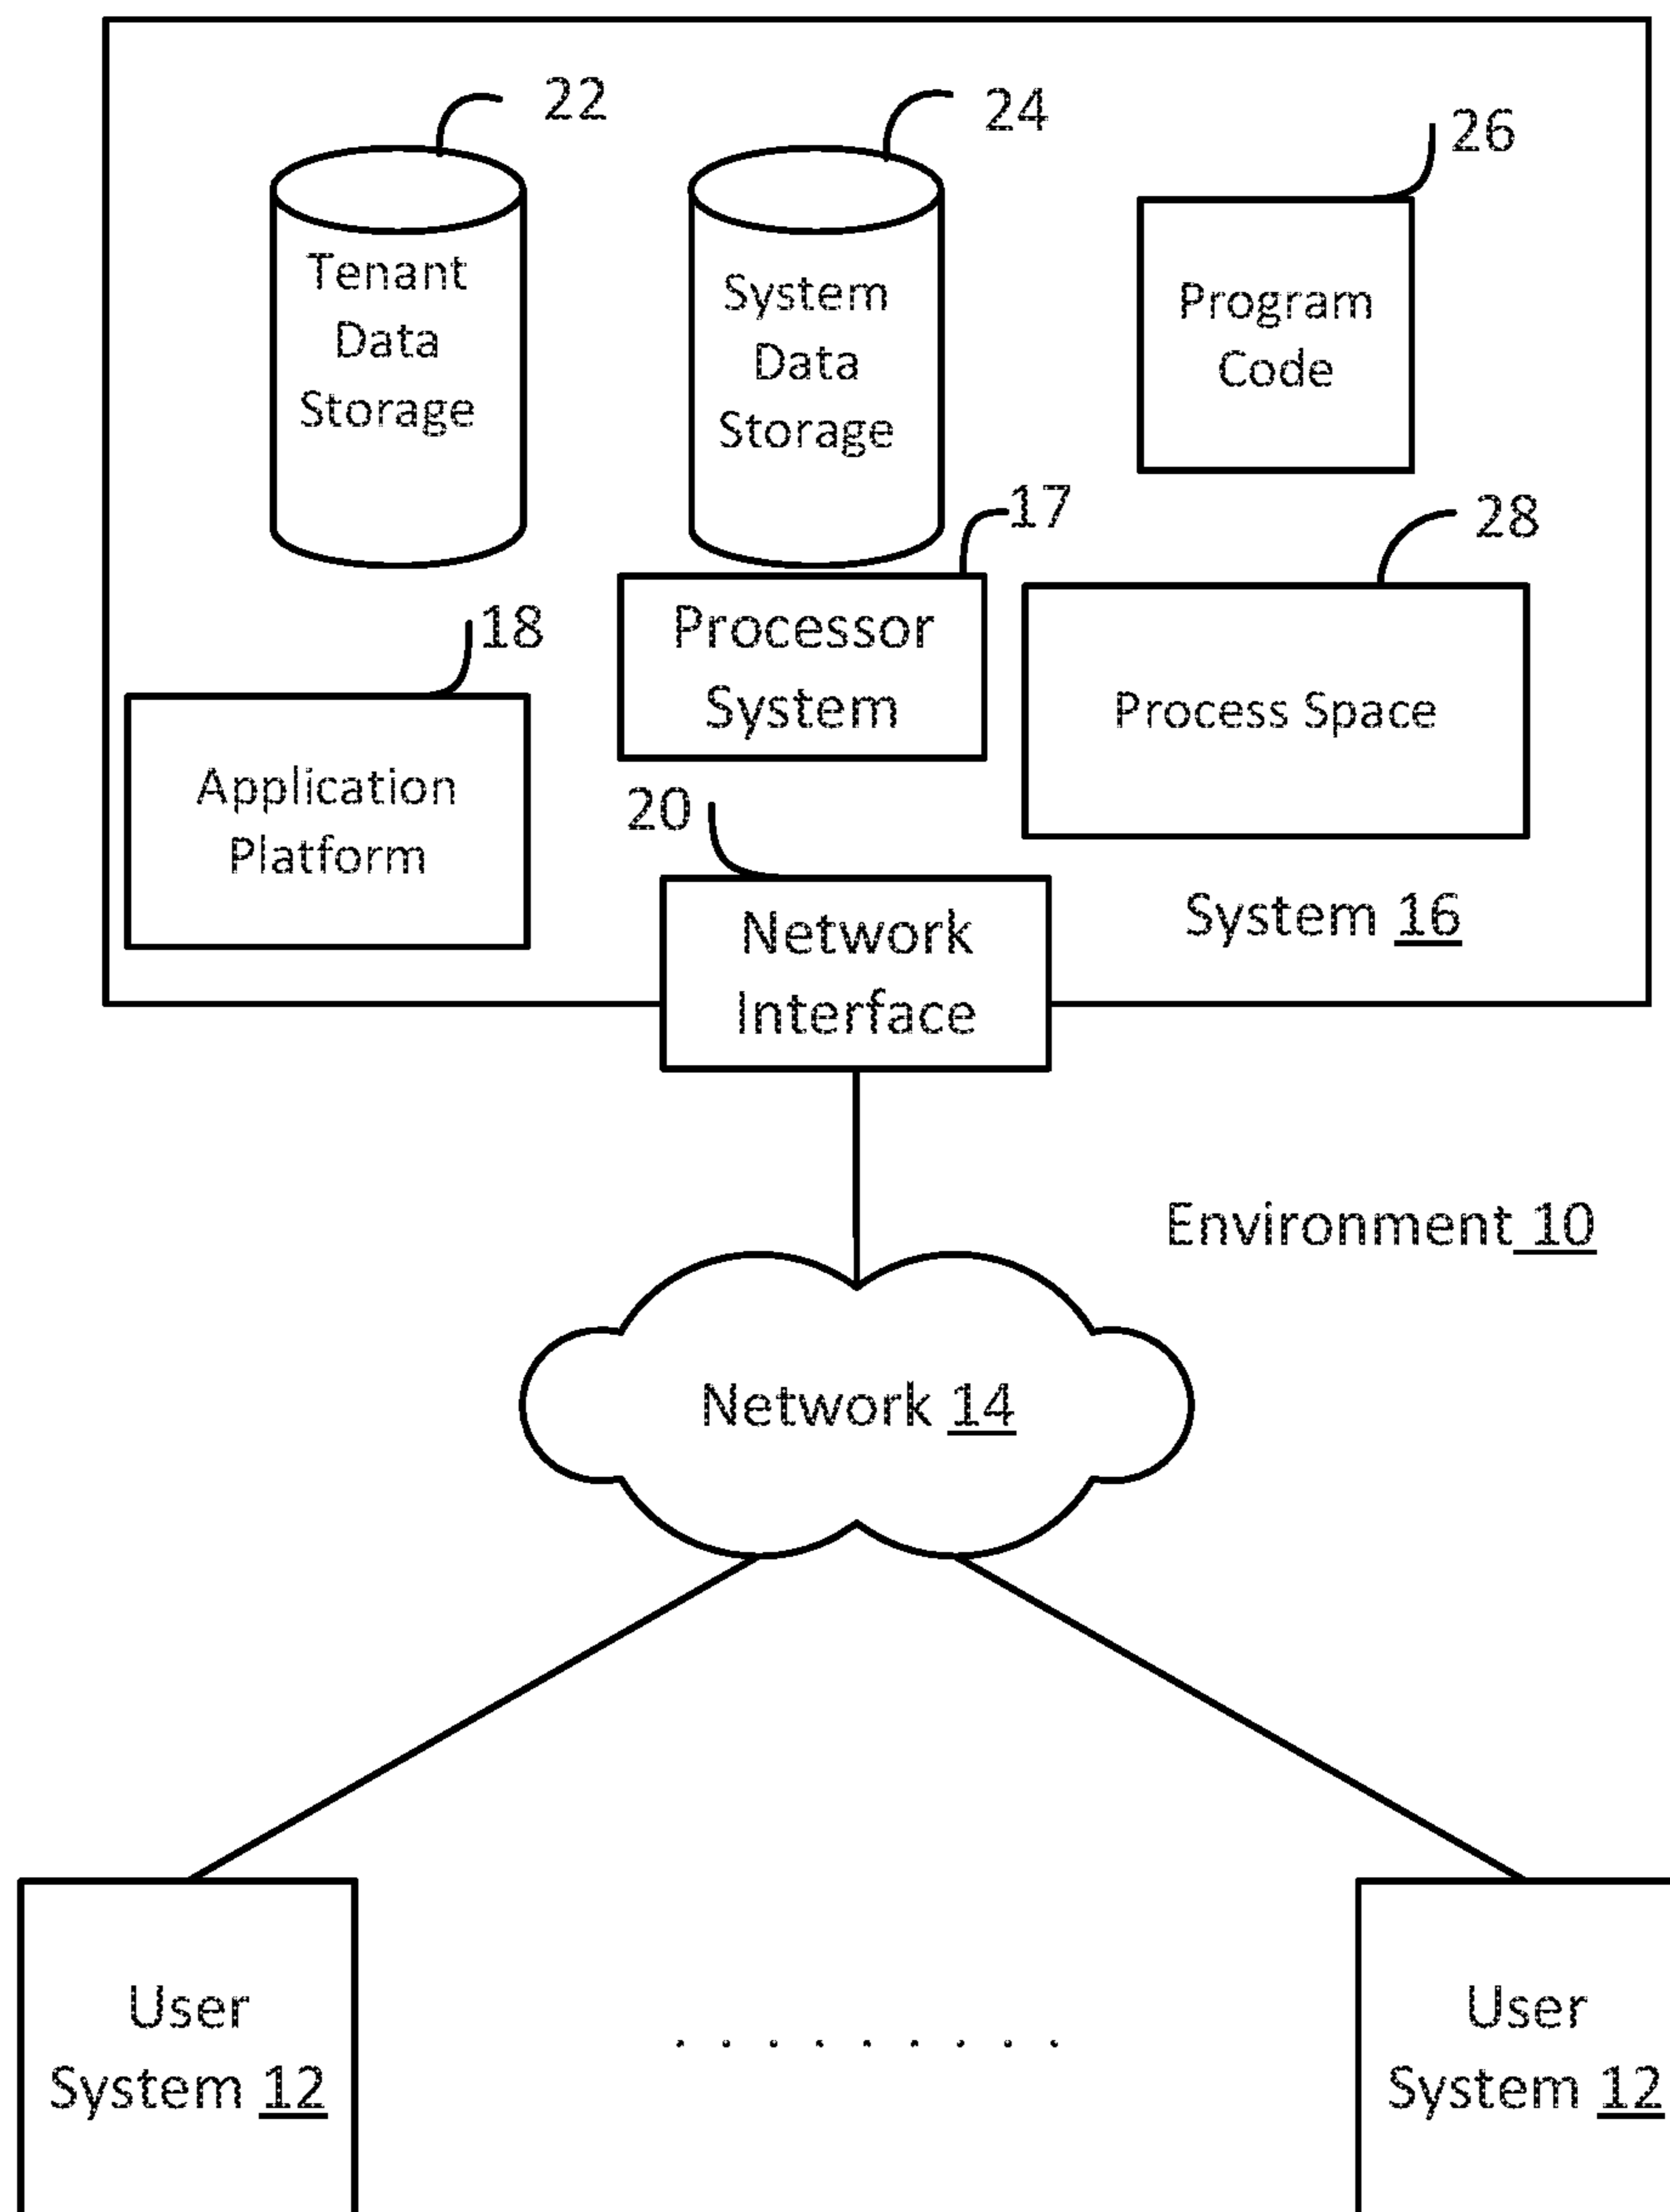 22
24
26
Tenant
Data
Storage
System
Data
Storage
Program
Code
17
28
18
Processor
System
Process Space
Application
Platform
20
Network
Interface
System 16
Environment 10
Network 14
User
System 12
User
System 12